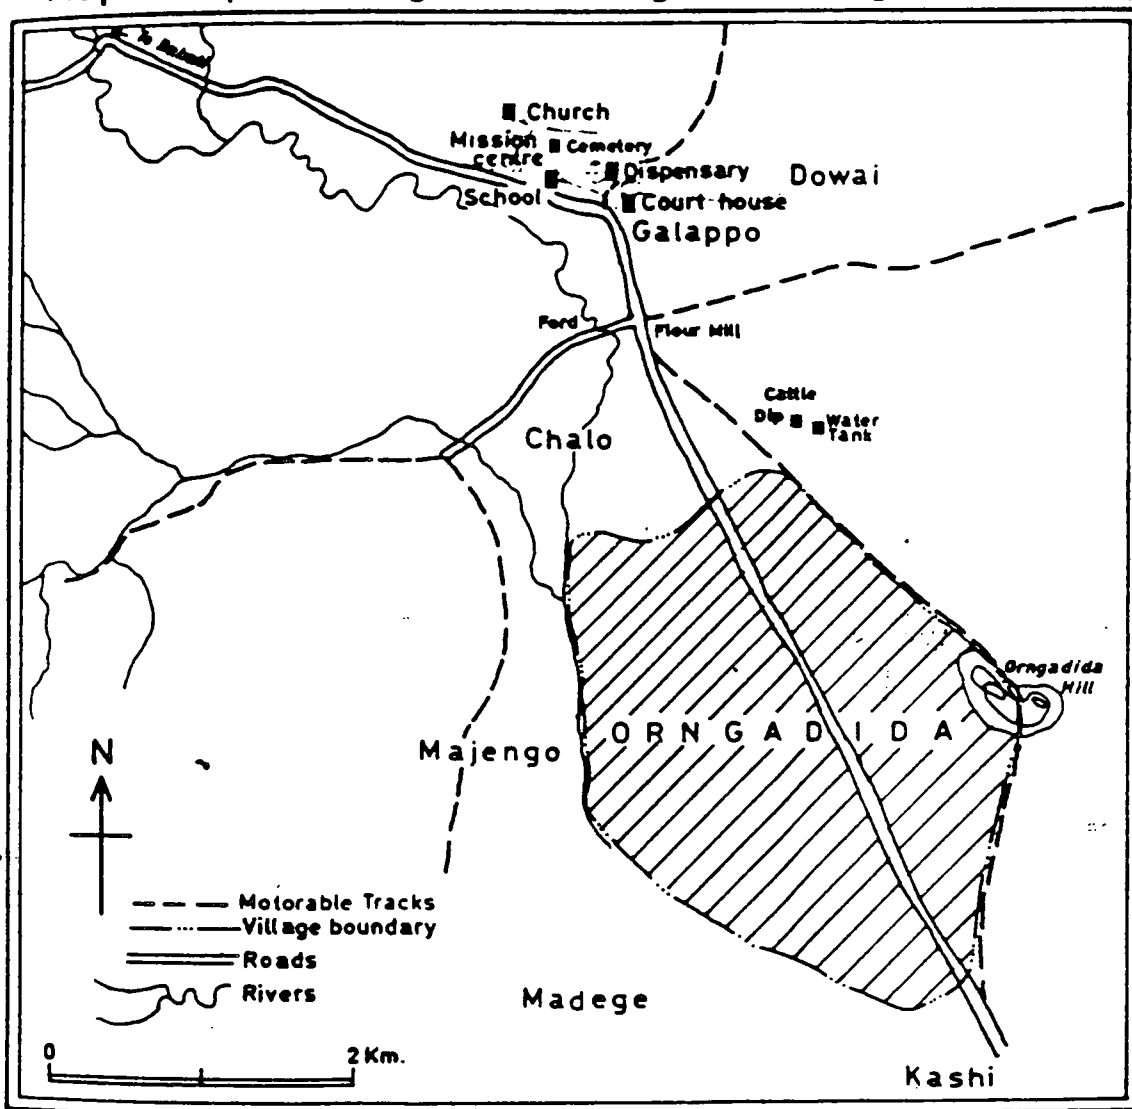 To Babati
Church
Mission
centre
Cemetery
Dispensary
Dowai
School
Court-house
Galappo
Ford
Flour Mill
Cattle
Dip
Water
Tank
Chalo
Orngadida
Hill
ORNGADIDA
Majengo
N
Motorable Tracks
Village boundary
Roads
Rivers
Madege
0
2 Km.
Kashi